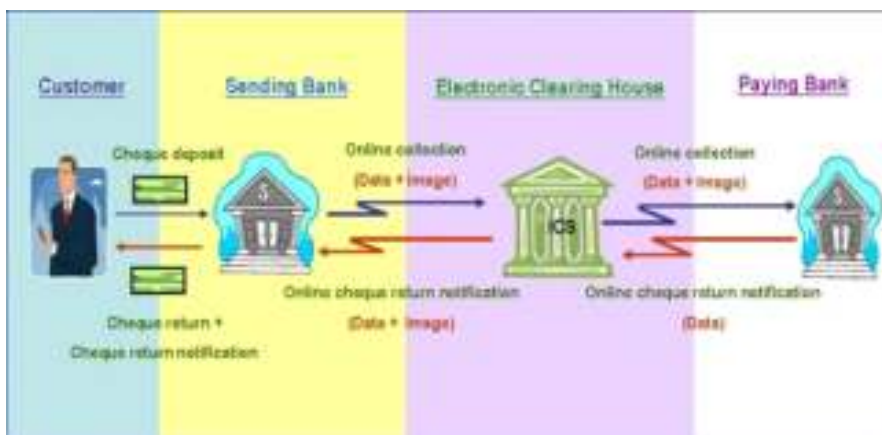 Customer
Sending Bank
Electronic Clearing House
Paying Bank
Cheque deposit
Online collection
(Data + Image)
Online collection
(Data + Image)
S
ICS
S
Cheque return +
Cheque return notification
Online cheque return notification
(Data + Image)
Online cheque return notification
(Data)